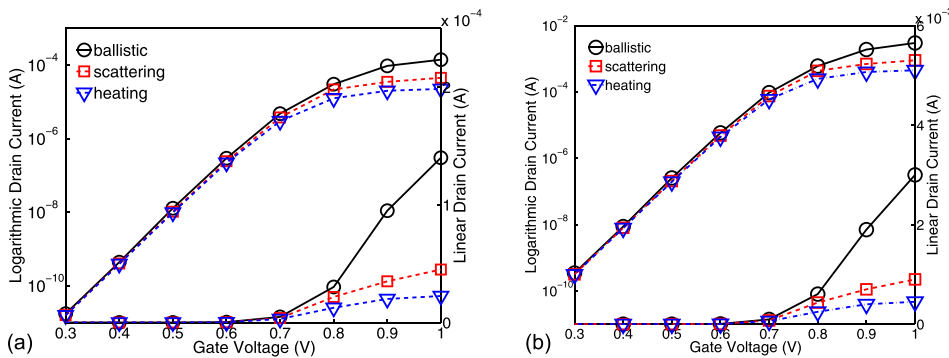 x 10⁻⁴
ballistic
scattering
heating
10⁻⁴
10⁻⁶
10⁻⁸
10⁻¹⁰
Logarithmic Drain Current (A)
0.3 0.4 0.5 0.6 0.7 0.8 0.9 1
Gate Voltage (V)
2
1
0
Linear Drain Current (A)
(a)
x 10⁻³
ballistic
scattering
heating
10⁻²
10⁻⁴
10⁻⁶
10⁻⁸
10⁻¹⁰
Logarithmic Drain Current (A)
0.3 0.4 0.5 0.6 0.7 0.8 0.9 1
Gate Voltage (V)
6
4
2
0
Linear Drain Current (A)
(b)